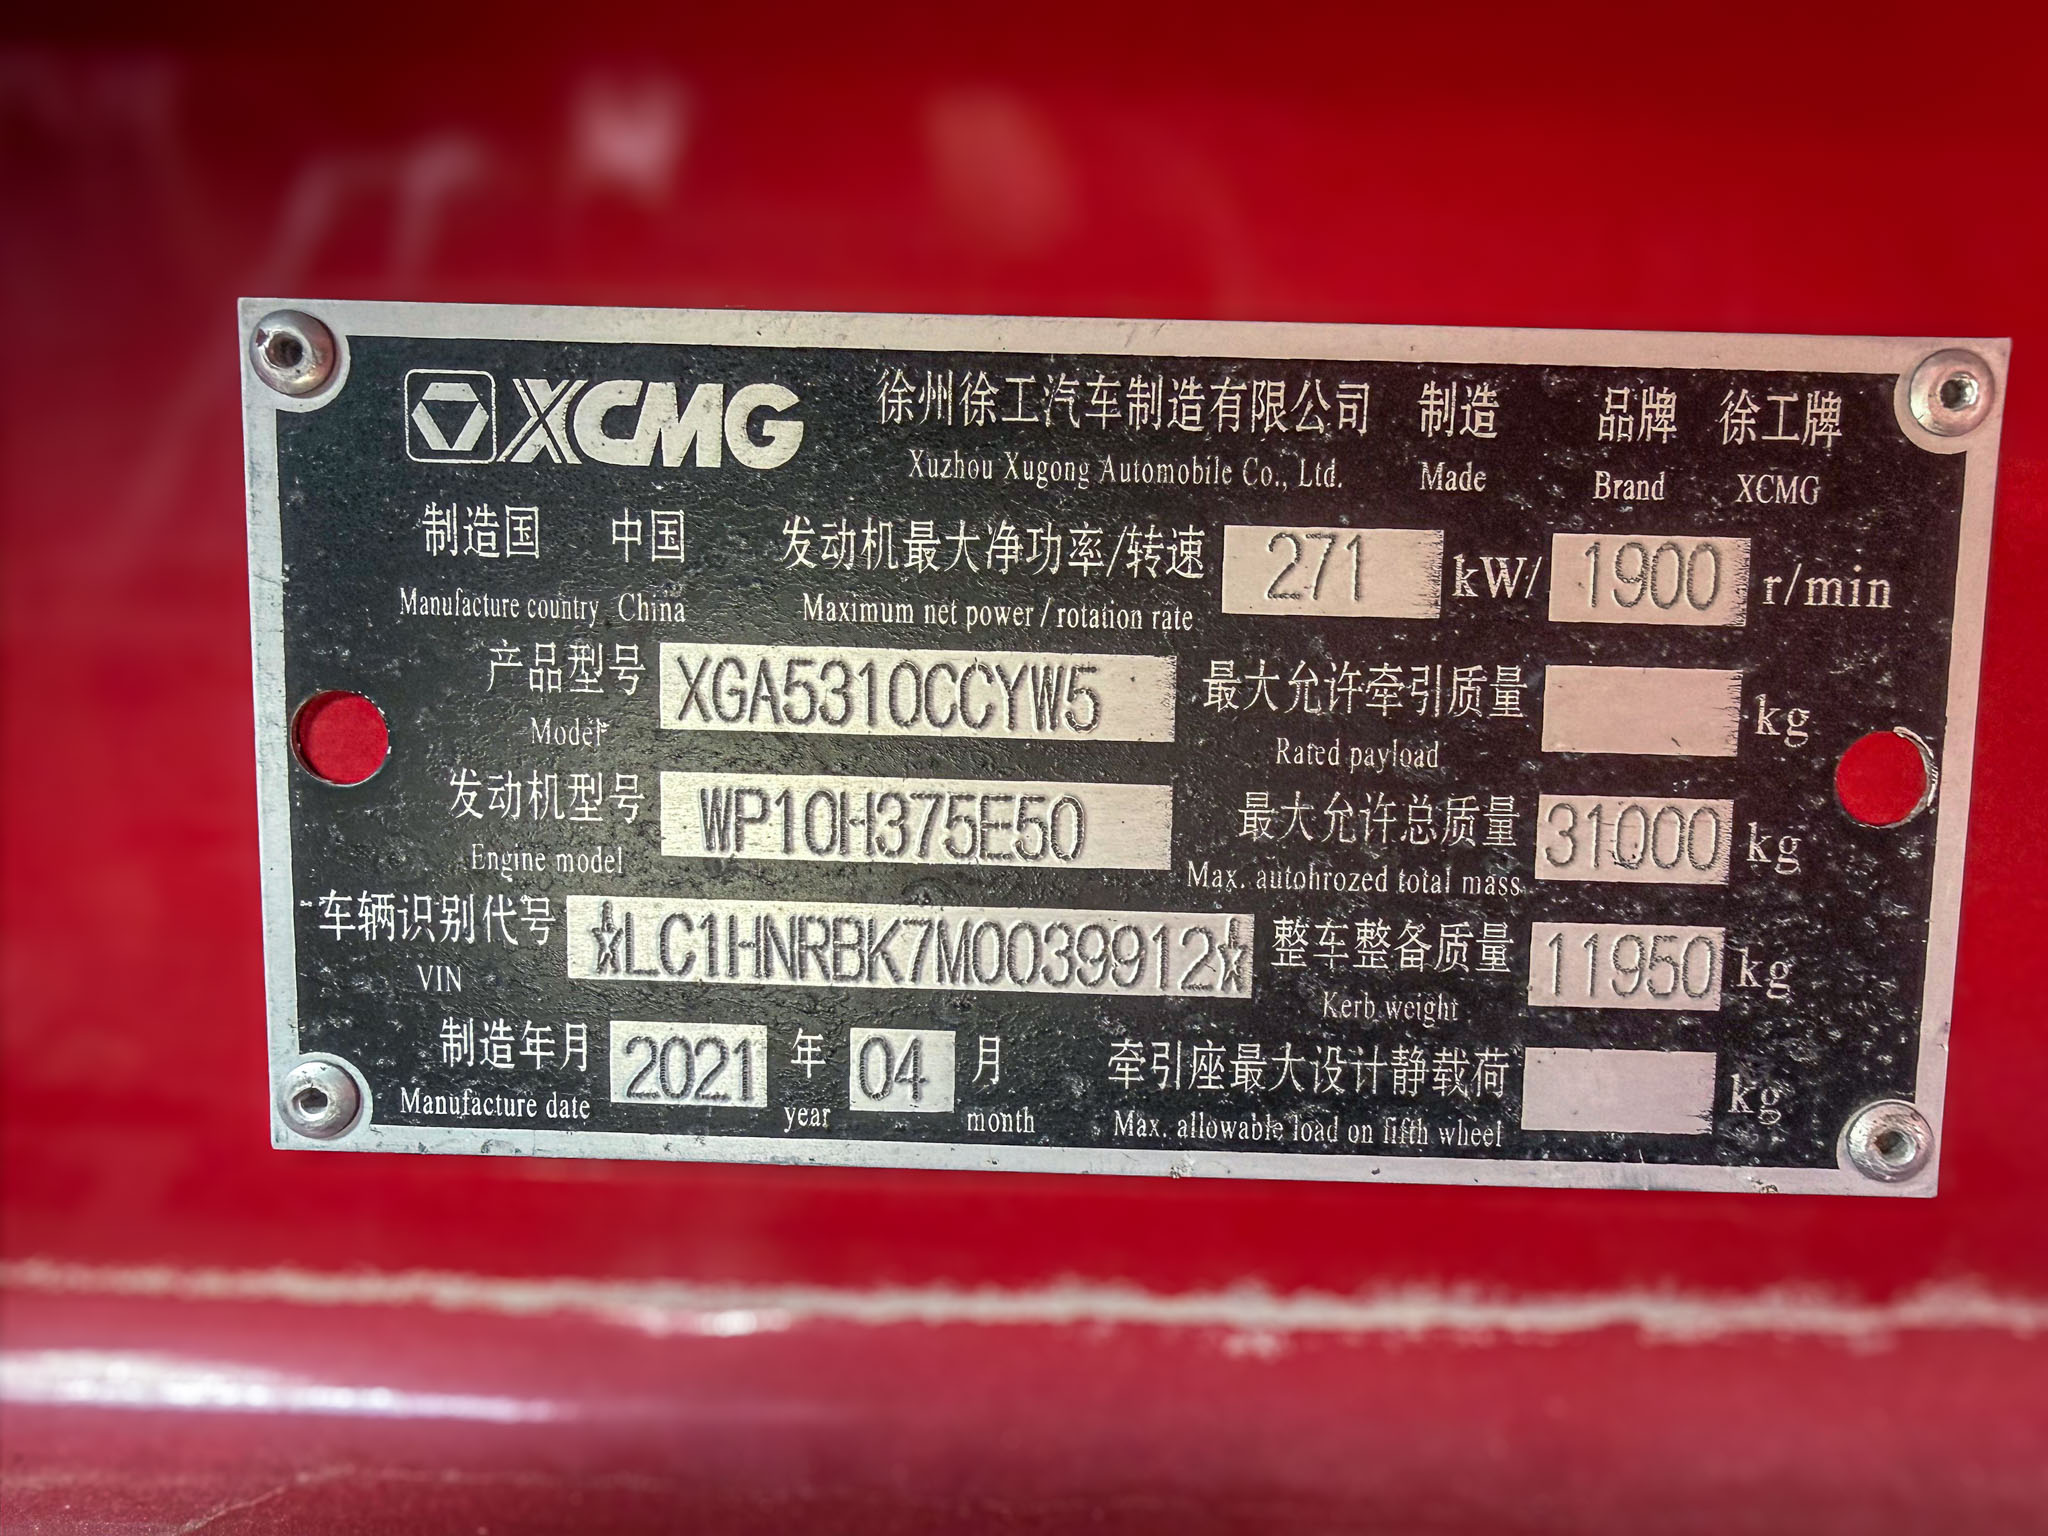 XCMG 徐州徐工汽车制造有限公司 制造 品牌 徐工牌
Xuzhou Xugong Automobile Co., Ltd. Made Brand XCMG
制造国 中国 发动机最大净功率/转速 271 kW/ 1900 r/min
Manufacture country China Maximum net power / rotation rate
产品型号 XGA5310CCYW5 最大允许牵引质量 kg
Model Rated payload
发动机型号 WP10H375E50 最大允许总质量 31000 kg
Engine model Max. autohrozed total mass
车辆识别代号 ☆LC1HNRBK7M0039912☆ 整车整备质量 11950 kg
VIN Kerb weight
制造年月 2021 年 04 月 牵引座最大设计静载荷 kg
Manufacture date year month Max. allowable load on fifth wheel